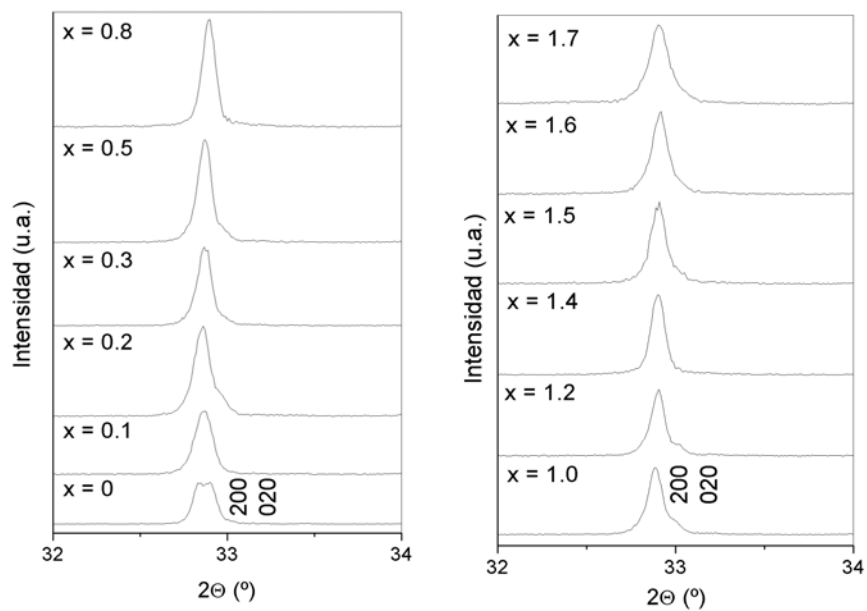 x = 0.8
x = 0.5
x = 0.3
x = 0.2
x = 0.1
x = 0
200
020
Intensidad (u.a.)
32
33
34
2Θ (º)
x = 1.7
x = 1.6
x = 1.5
x = 1.4
x = 1.2
x = 1.0
200
020
Intensidad (u.a.)
32
33
34
2Θ (º)